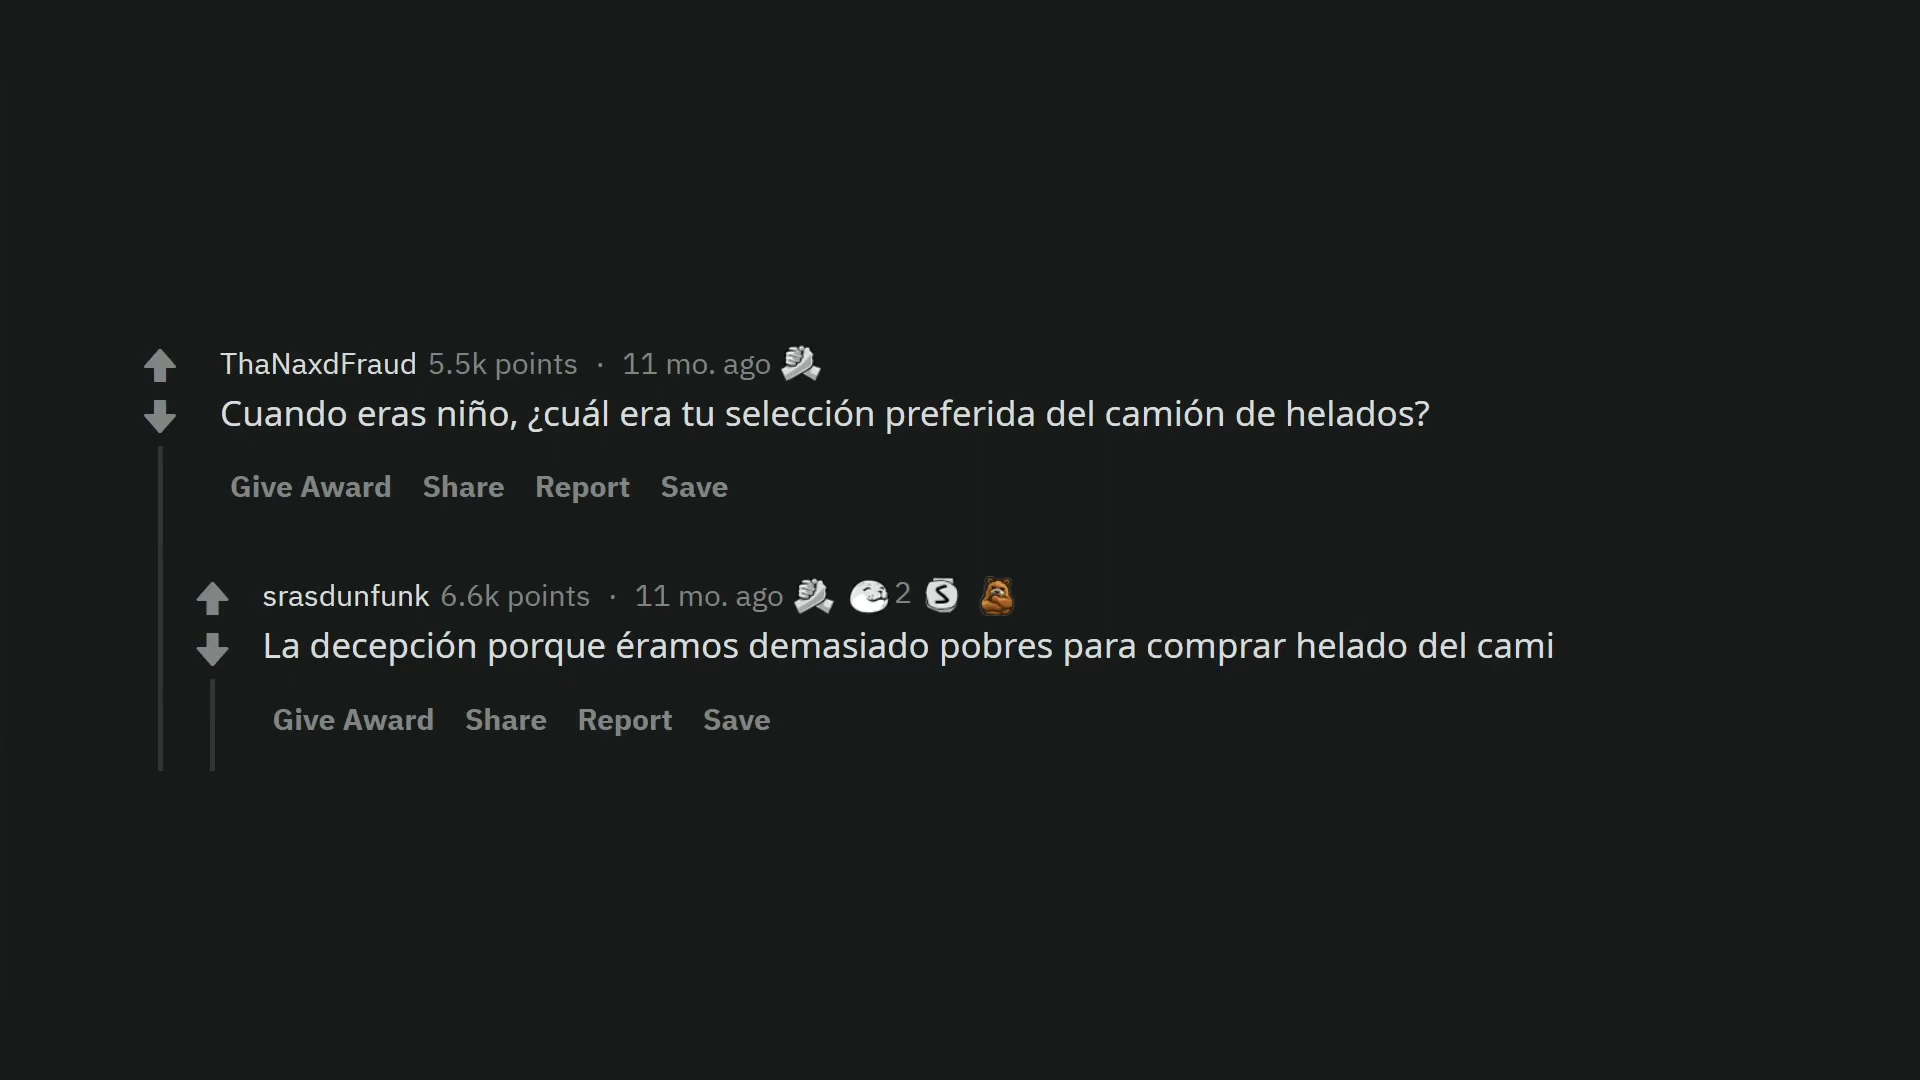 ThaNaxdFraud 5.5k points · 11 mo. ago
Cuando eras niño, ¿cuál era tu selección preferida del camión de helados?
Give Award Share Report Save
srasdunfunk 6.6k points · 11 mo. ago 2 S
La decepción porque éramos demasiado pobres para comprar helado del cami
Give Award Share Report Save